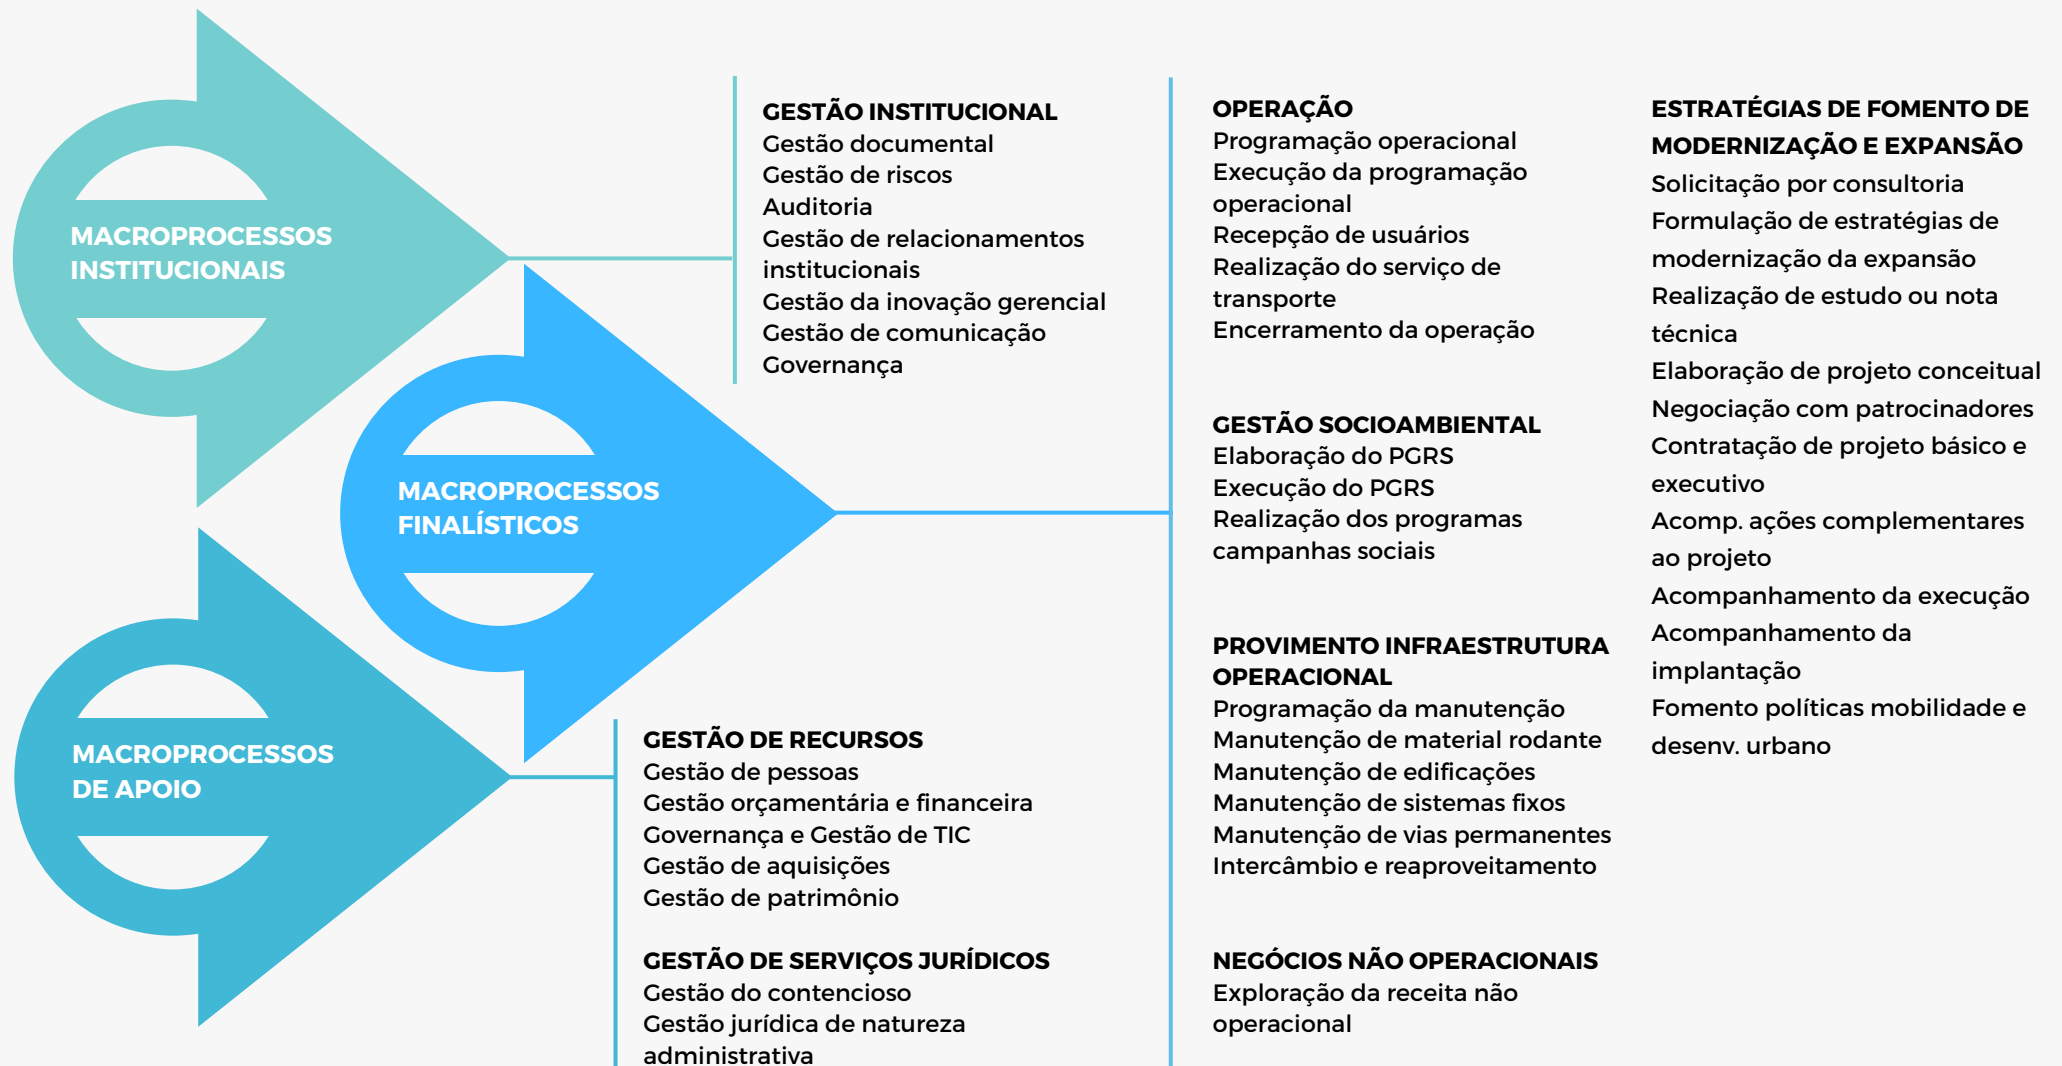 MACROPROCESSOS
INSTITUCIONAIS
GESTÃO INSTITUCIONAL
Gestão documental
Gestão de riscos
Auditoria
Gestão de relacionamentos
institucionais
Gestão da inovação gerencial
Gestão de comunicação
Governança
MACROPROCESSOS
FINALÍSTICOS
OPERAÇÃO
Programação operacional
Execução da programação
operacional
Recepção de usuários
Realização do serviço de
transporte
Encerramento da operação
GESTÃO SOCIOAMBIENTAL
Elaboração do PGRS
Execução do PGRS
Realização dos programas
campanhas sociais
PROVIMENTO INFRAESTRUTURA
OPERACIONAL
Programação da manutenção
Manutenção de material rodante
Manutenção de edificações
Manutenção de sistemas fixos
Manutenção de vias permanentes
Intercâmbio e reaproveitamento
NEGÓCIOS NÃO OPERACIONAIS
Exploração da receita não
operacional
ESTRATÉGIAS DE FOMENTO DE
MODERNIZAÇÃO E EXPANSÃO
Solicitação por consultoria
Formulação de estratégias de
modernização da expansão
Realização de estudo ou nota
técnica
Elaboração de projeto conceitual
Negociação com patrocinadores
Contratação de projeto básico e
executivo
Acomp. ações complementares
ao projeto
Acompanhamento da execução
Acompanhamento da
implantação
Fomento políticas mobilidade e
desenv. urbano
MACROPROCESSOS
DE APOIO
GESTÃO DE RECURSOS
Gestão de pessoas
Gestão orçamentária e financeira
Governança e Gestão de TIC
Gestão de aquisições
Gestão de patrimônio
GESTÃO DE SERVIÇOS JURÍDICOS
Gestão do contencioso
Gestão jurídica de natureza
administrativa